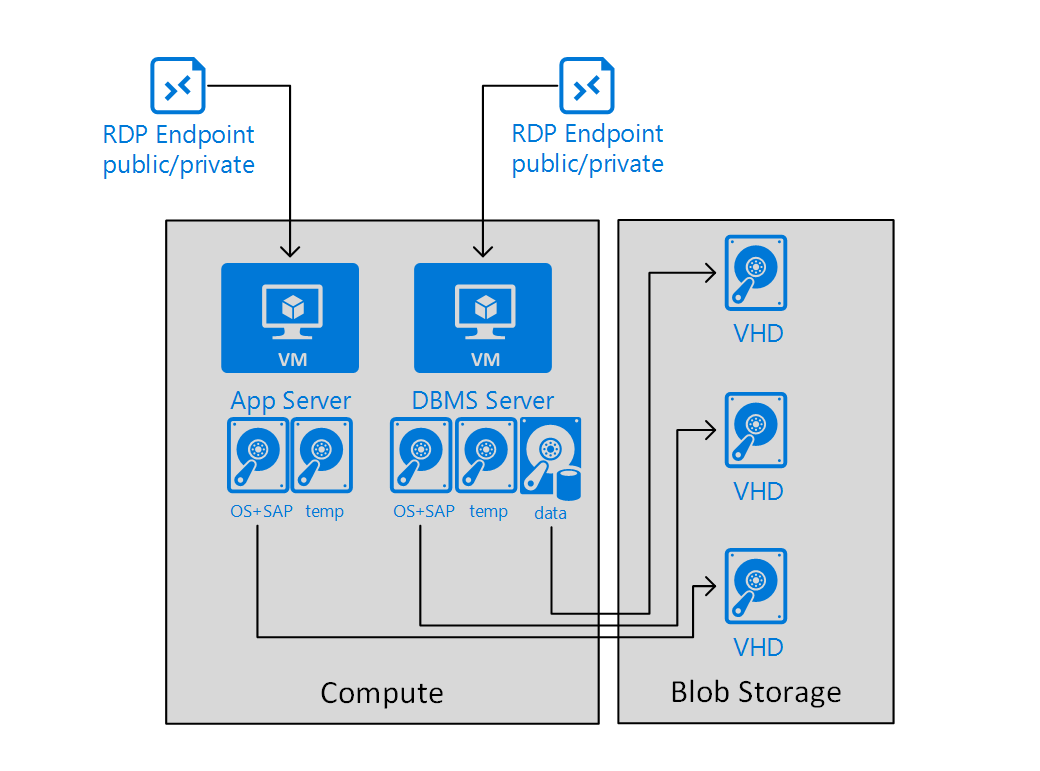 RDP Endpoint
public/private
RDP Endpoint
public/private
VM
VM
App Server
DBMS Server
OS+SAP
temp
OS+SAP
temp
data
VHD
VHD
VHD
Compute
Blob Storage